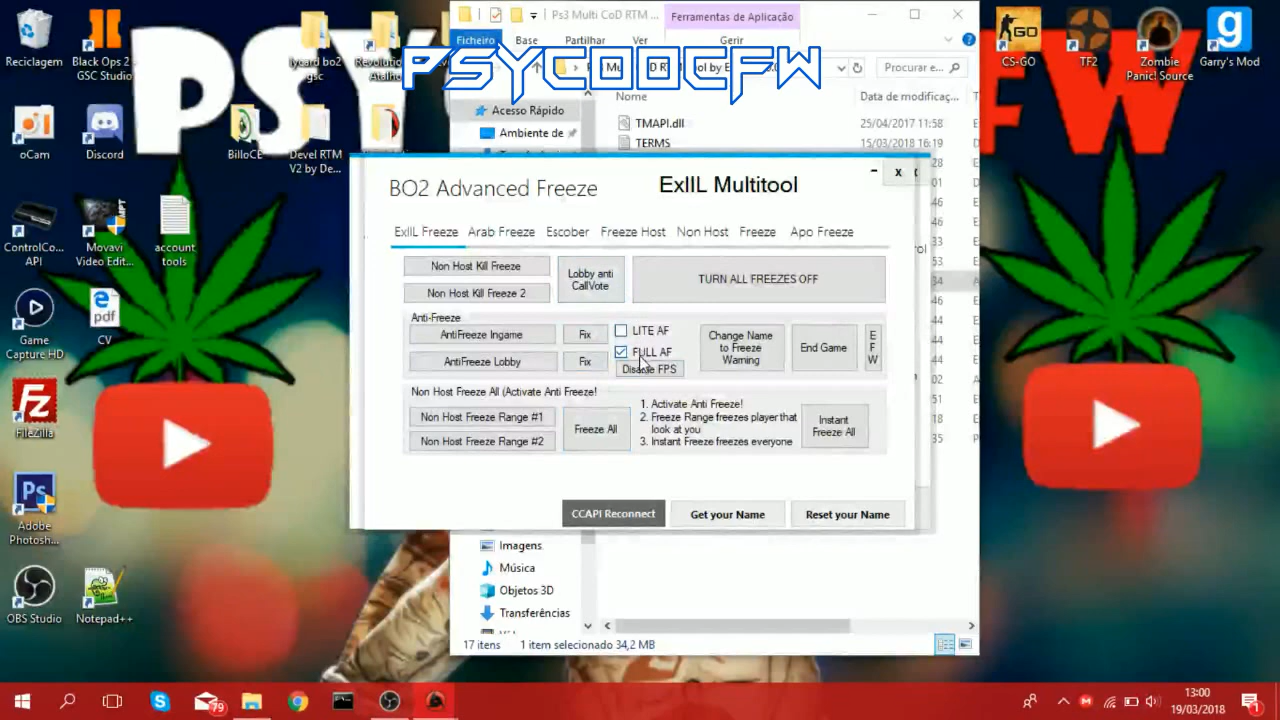 Reciclagem
Black Ops 2
GSC Studio
lyoard bo2
gsc
Revolution
Atalho
oCam
Discord
BilloCE
Devel RTM
V2 by De...
ControlCo...
API
Movavi
Video Edit...
account
tools
Game
Capture HD
CV
FileZilla
Adobe
Photosh...
OBS Studio
Notepad++
CS-GO
TF2
Zombie
Panic! Source
Garry's Mod
PSY
FW
PSYCODCFW
Ps3 Multi CoD RTM ...
Ferramentas de Aplicação
Ficheiro
Base
Partilhar
Ver
Gerir
Procurar e...
Acesso Rápido
Ambiente de
Nome
Data de modificaç...
TMAPI.dll
25/04/2017 11:58
TERMS
15/03/2018 16:19
BO2 Advanced Freeze
ExIIL Multitool
x
ExIIL Freeze
Arab Freeze
Escober
Freeze Host
Non Host
Freeze
Apo Freeze
Non Host Kill Freeze
Non Host Kill Freeze 2
Lobby anti
CallVote
TURN ALL FREEZES OFF
Anti-Freeze
AntiFreeze Ingame
Fix
LITE AF
AntiFreeze Lobby
Fix
FULL AF
Disable FPS
Change Name
to Freeze
Warning
End Game
E
F
W
Non Host Freeze All (Activate Anti Freeze!
Non Host Freeze Range #1
Non Host Freeze Range #2
Freeze All
1. Activate Anti Freeze!
2. Freeze Range freezes player that
look at you
3. Instant Freeze freezes everyone
Instant
Freeze All
CCAPI Reconnect
Get your Name
Reset your Name
Imagens
Música
Objetos 3D
Transferências
17 itens
1 item selecionado 34,2 MB
79
13:00
19/03/2018
1